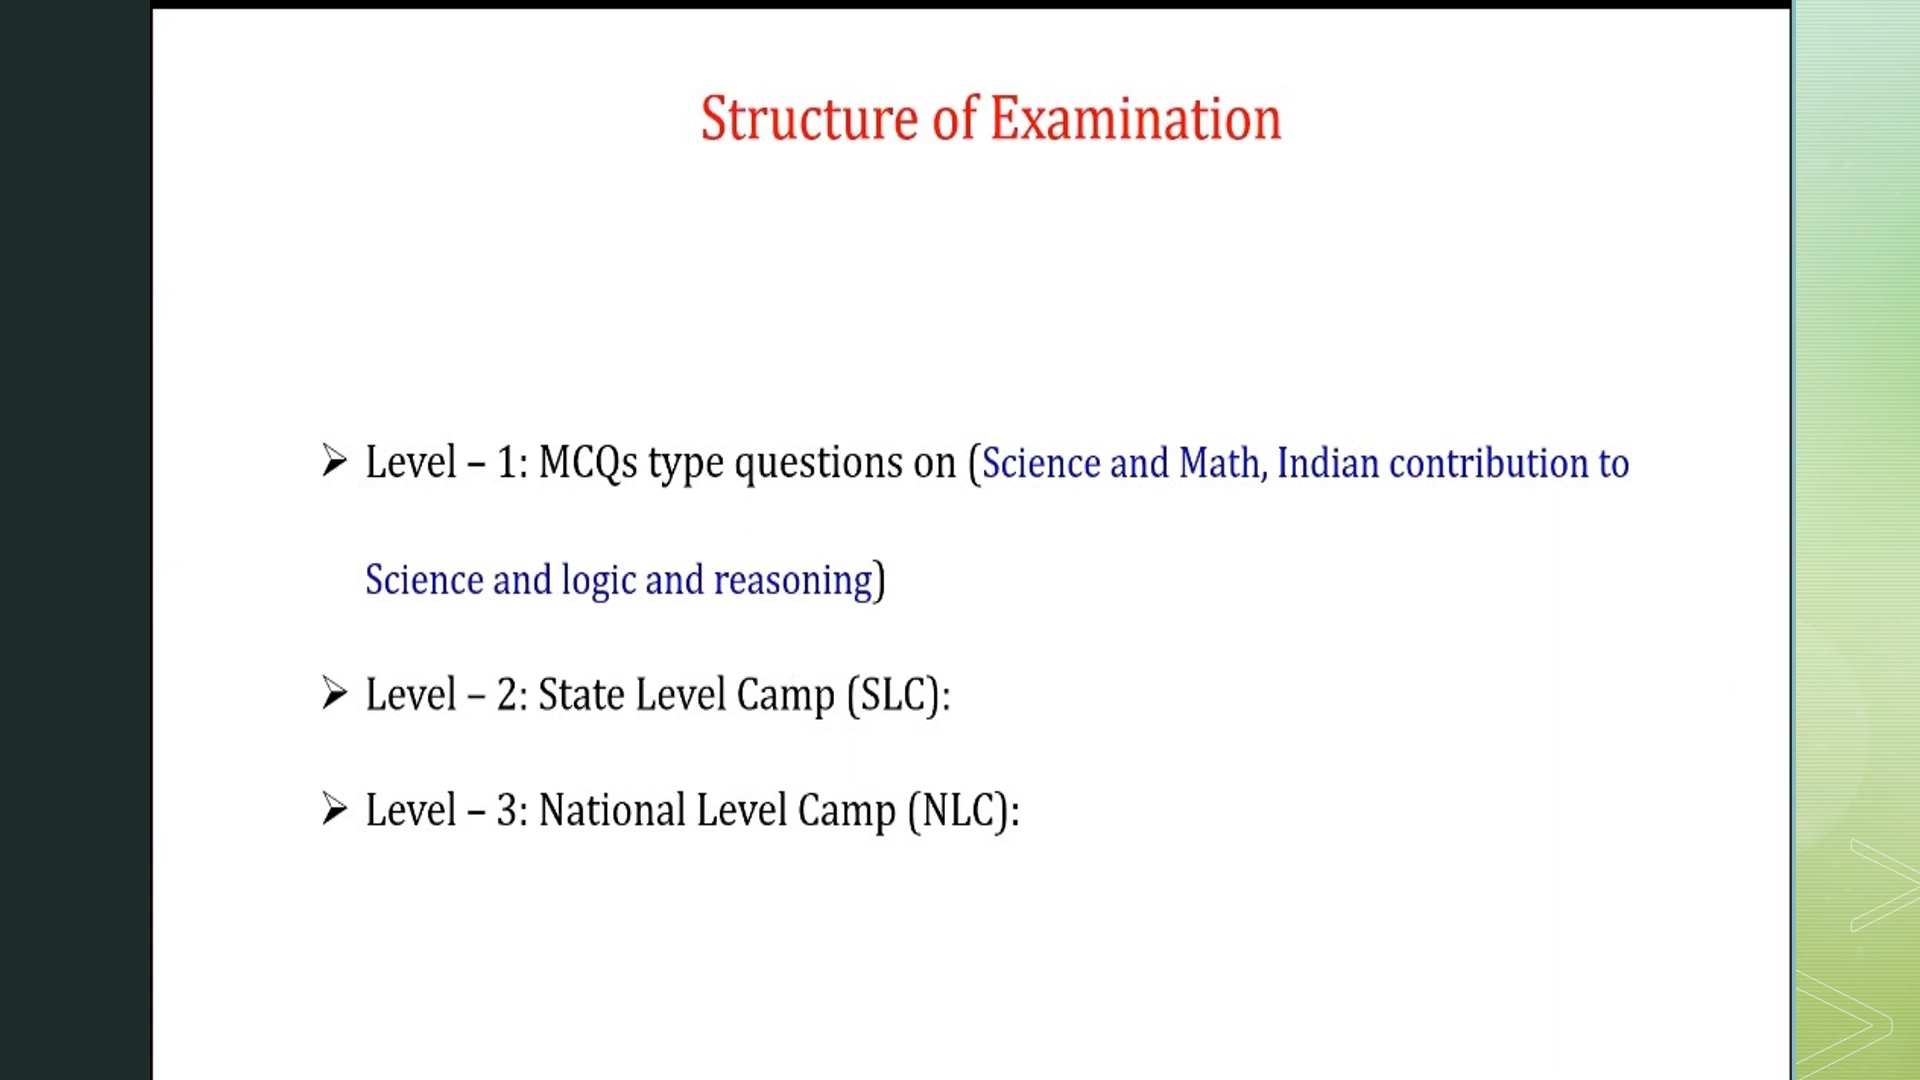 Structure of Examination
➢ Level – 1: MCQs type questions on (Science and Math, Indian contribution to
Science and logic and reasoning)
➢ Level – 2: State Level Camp (SLC):
➢ Level – 3: National Level Camp (NLC):